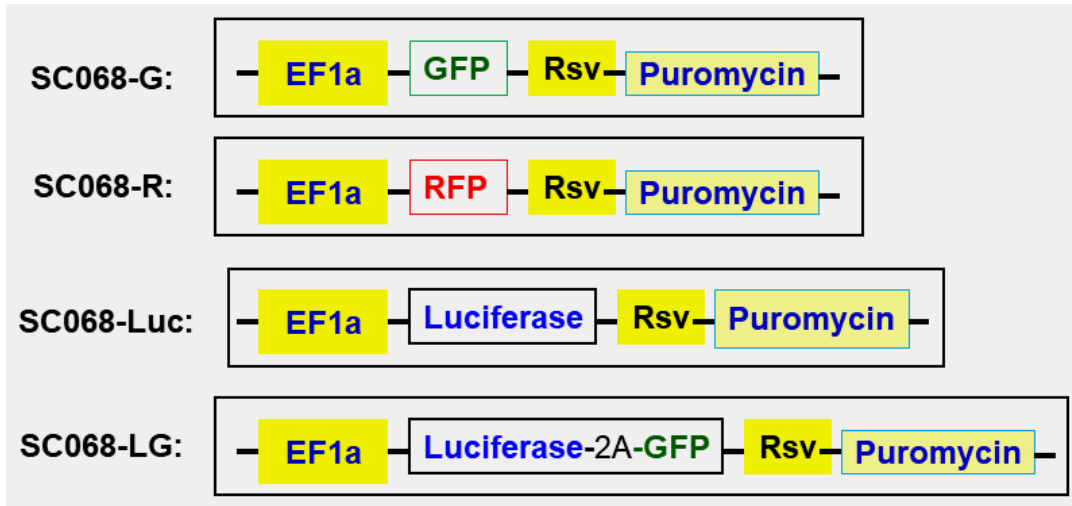 SC068-G: EF1a GFP Rsv Puromycin
SC068-R: EF1a RFP Rsv Puromycin
SC068-Luc: EF1a Luciferase Rsv Puromycin
SC068-LG: EF1a Luciferase-2A-GFP Rsv Puromycin